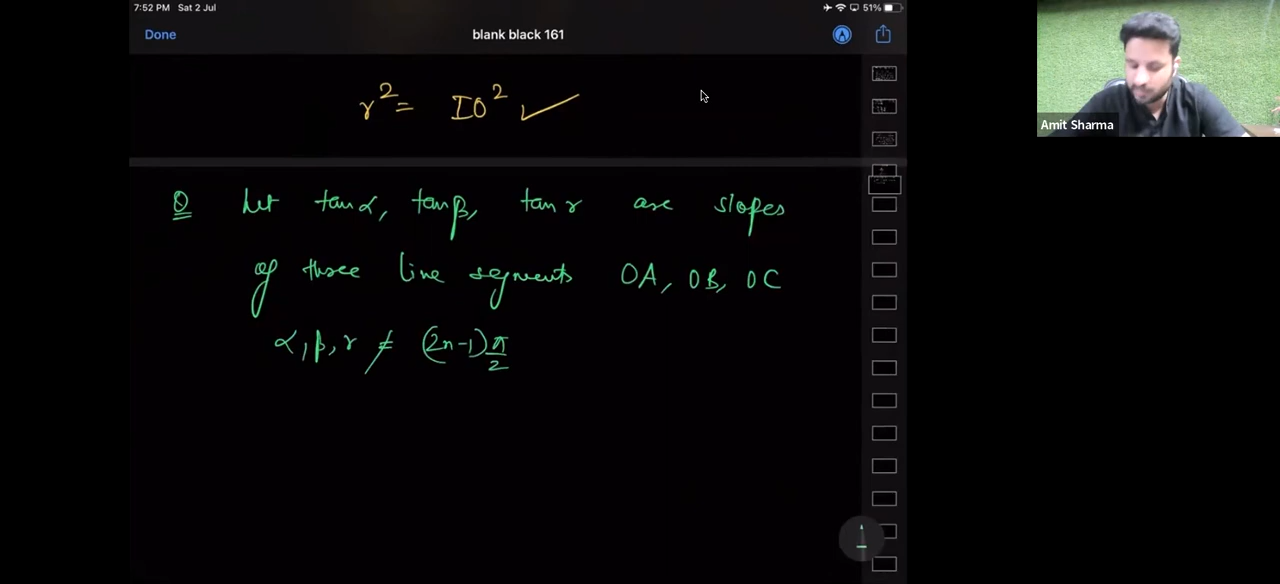 7:52 PM Sat 2 Jul
51%
Done
blank black 161
r² = IO² ✓
Amit Sharma
Q Let tanα, tanβ, tanγ are slopes
of three line segments OA, OB, OC
α, β, γ ≠ (2n-1)π/2